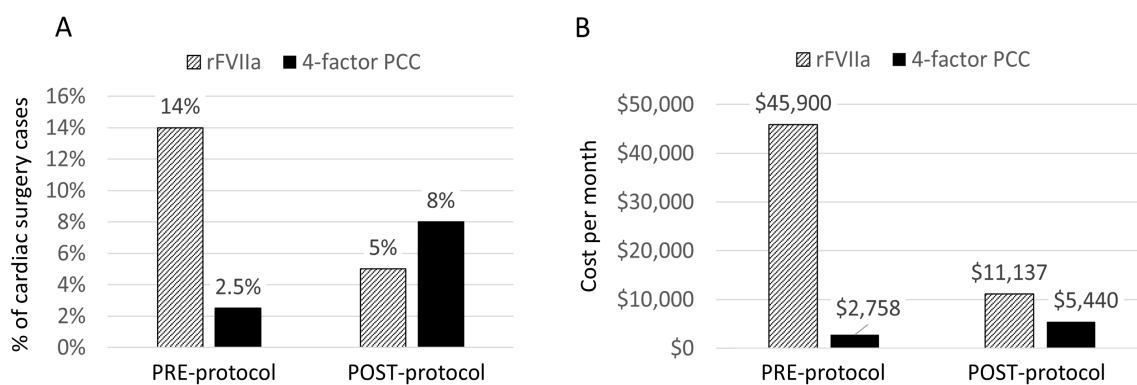 A
rFVIIa 4-factor PCC
% of cardiac surgery cases
16%
14%
12%
10%
8%
6%
4%
2%
0%
14%
2.5%
5%
8%
PRE-protocol POST-protocol
B
rFVIIa 4-factor PCC
Cost per month
$50,000
$40,000
$30,000
$20,000
$10,000
$0
$45,900
$2,758
$11,137
$5,440
PRE-protocol POST-protocol